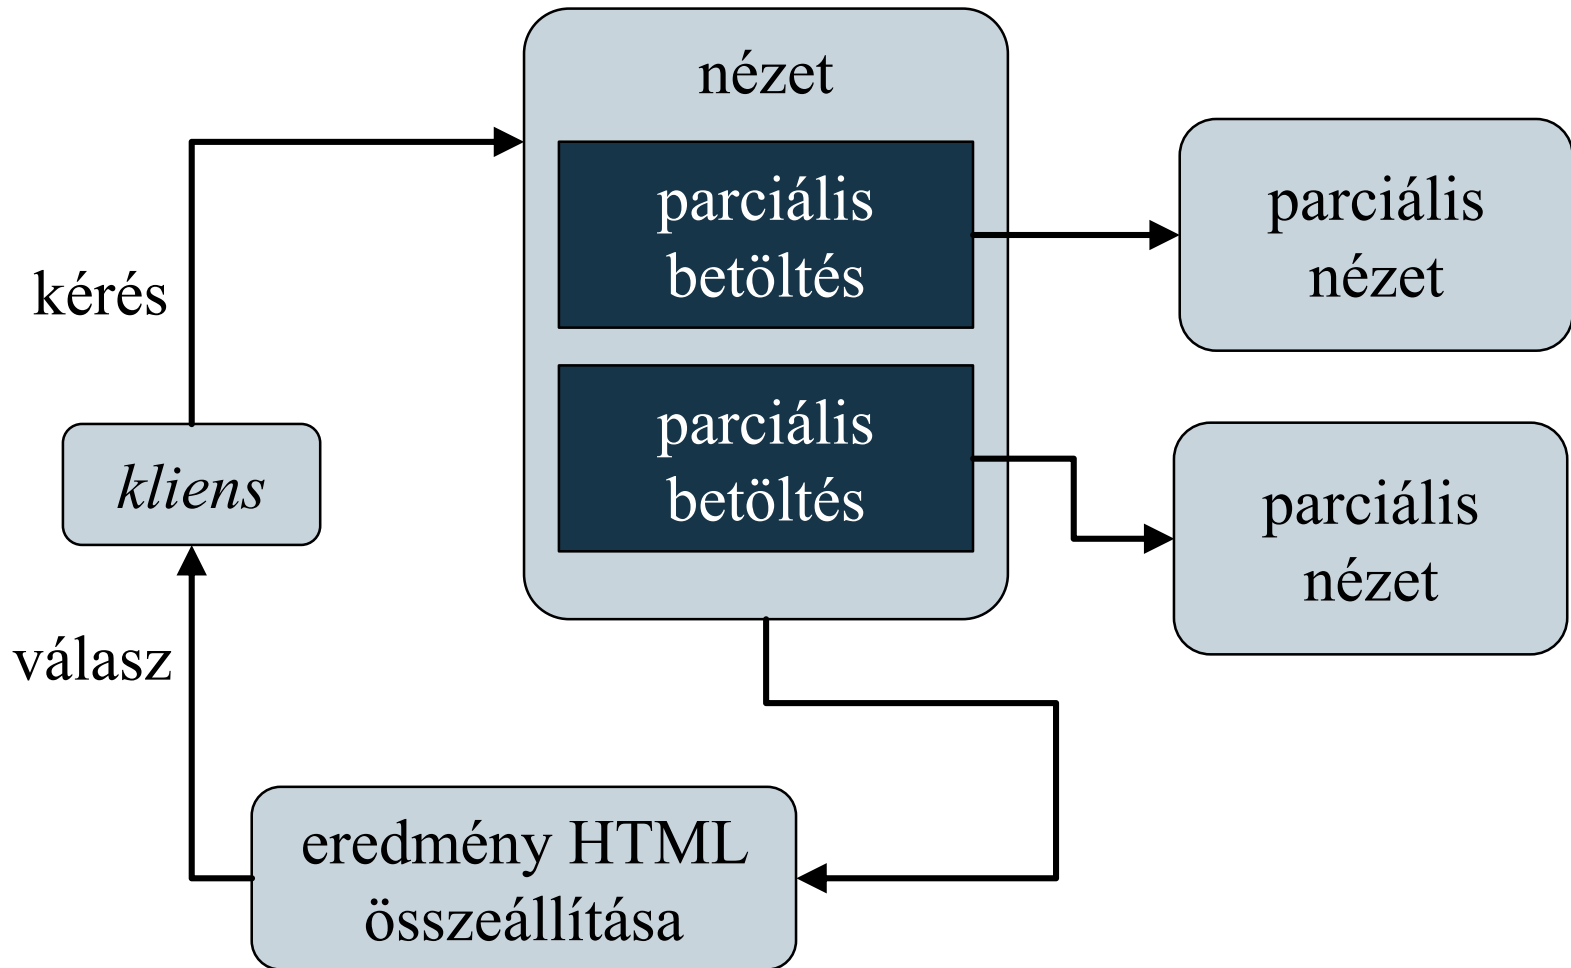 nézet
parciális
betöltés
parciális
nézet
kérés
parciális
betöltés
kliens
parciális
nézet
válasz
eredmény HTML
összeállítása